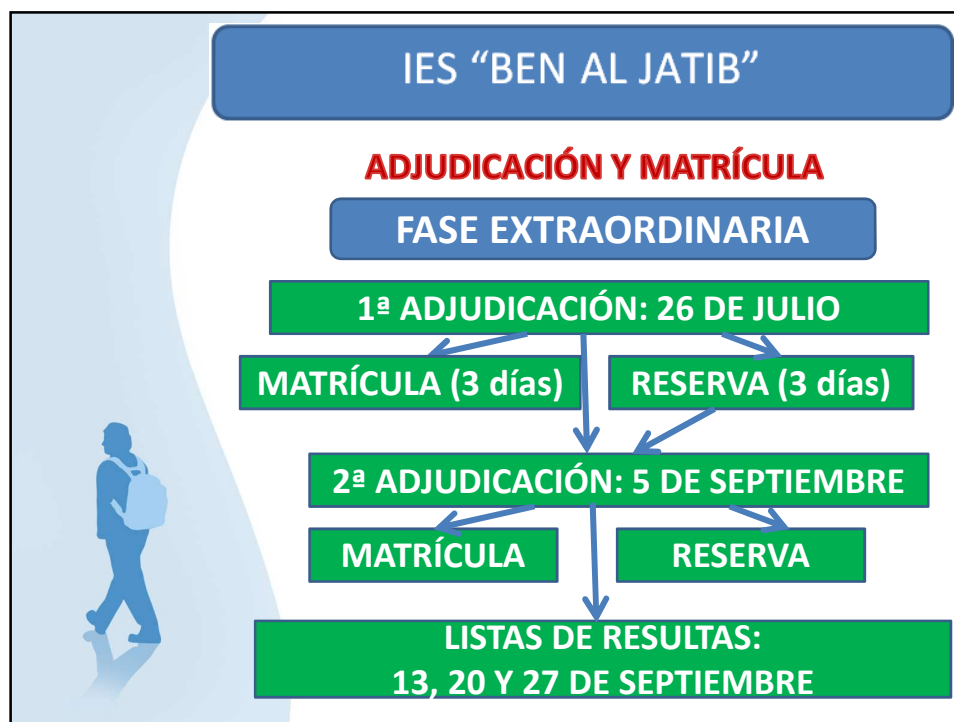 IES “BEN AL JATIB”
ADJUDICACIÓN Y MATRÍCULA
FASE EXTRAORDINARIA
1ª ADJUDICACIÓN: 26 DE JULIO
MATRÍCULA (3 días)
RESERVA (3 días)
2ª ADJUDICACIÓN: 5 DE SEPTIEMBRE
MATRÍCULA
RESERVA
LISTAS DE RESULTAS:
13, 20 Y 27 DE SEPTIEMBRE